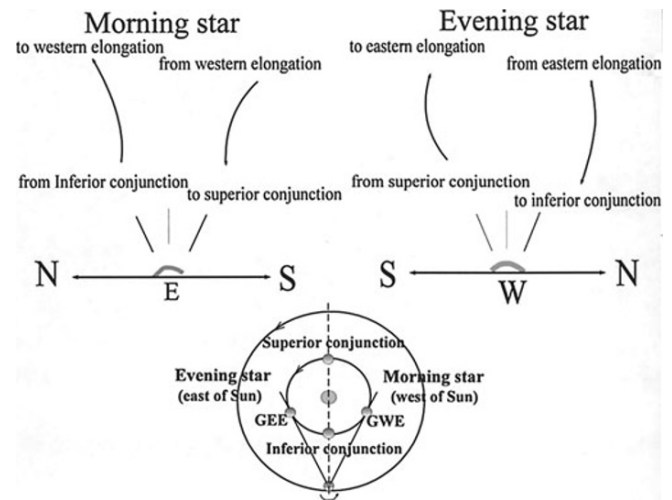 Morning star
to western elongation
from western elongation
from Inferior conjunction
to superior conjunction
N
E
S
Evening star
to eastern elongation
from eastern elongation
from superior conjunction
to inferior conjunction
S
W
N
Superior conjunction
Evening star
(east of Sun)
Morning star
(west of Sun)
GEE
GWE
Inferior conjunction